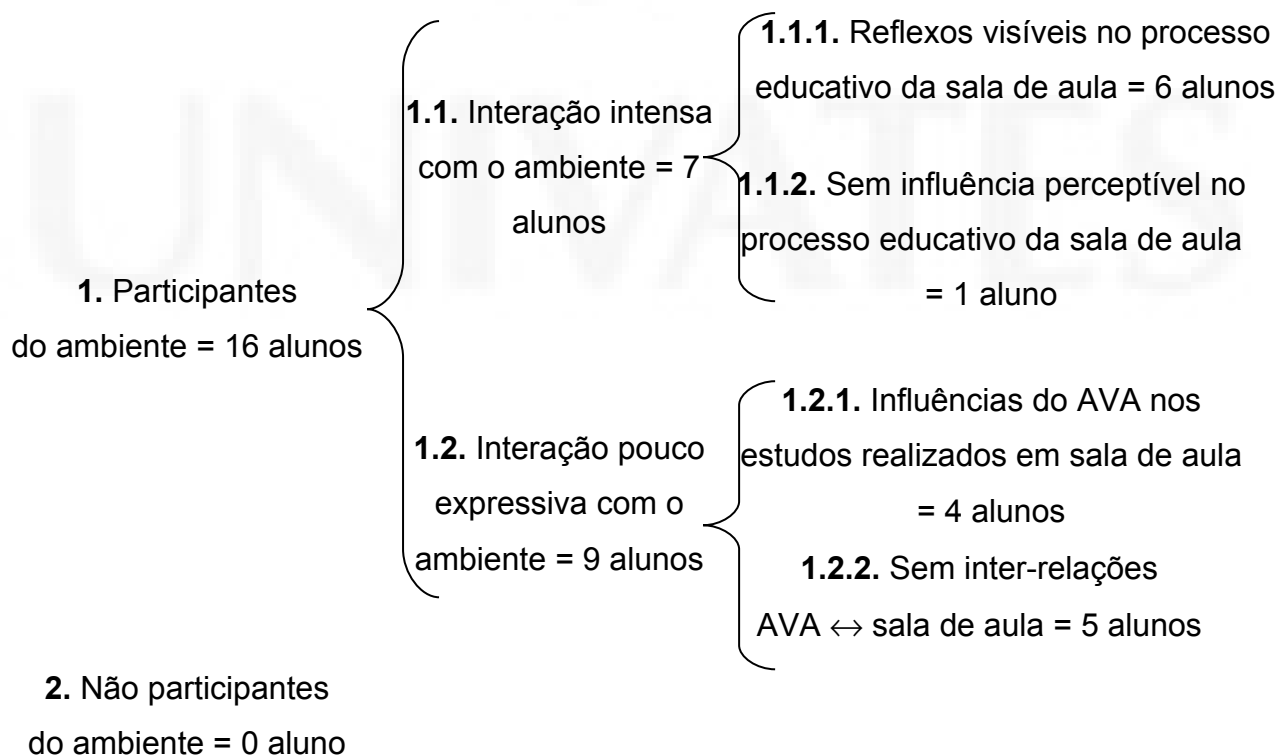 UNIVATES
1. Participantes
do ambiente = 16 alunos
1.1. Interação intensa
com o ambiente = 7
alunos
1.1.1. Reflexos visíveis no processo
educativo da sala de aula = 6 alunos
1.1.2. Sem influência perceptível no
processo educativo da sala de aula
= 1 aluno
1.2. Interação pouco
expressiva com o
ambiente = 9 alunos
1.2.1. Influências do AVA nos
estudos realizados em sala de aula
= 4 alunos
1.2.2. Sem inter-relações
AVA ↔ sala de aula = 5 alunos
2. Não participantes
do ambiente = 0 aluno